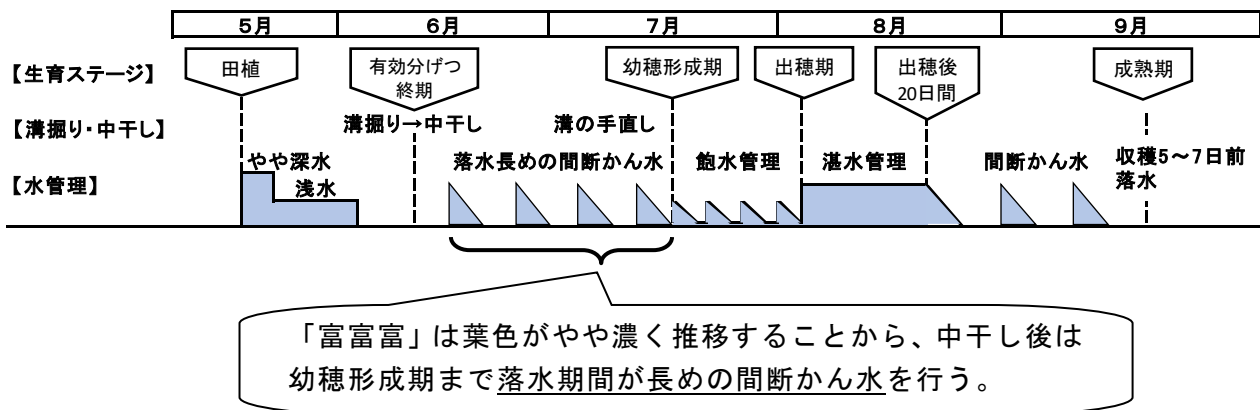 5月 6月 7月 8月 9月
【生育ステージ】
田植
有効分げつ
終期
幼穂形成期
出穂期
出穂後
20日間
成熟期
【溝掘り・中干し】
溝掘り→中干し
溝の手直し
【水管理】
やや深水
浅水
落水長めの間断かん水
飽水管理
湛水管理
間断かん水
収穫5～7日前
落水
「富富富」は葉色がやや濃く推移することから、中干し後は
幼穂形成期まで落水期間が長めの間断かん水を行う。